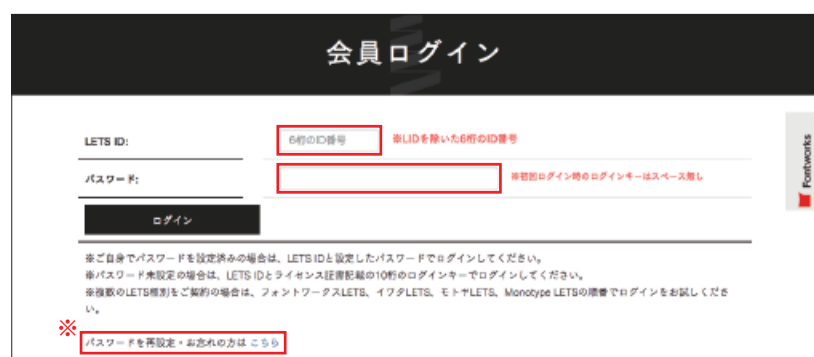 会員ログイン
LETS ID:
6桁のID番号
※LIDを除いた6桁のID番号
パスワード:
※初回ログイン時のログインキーはスペース無し
ログイン
Fontworks
※ご自身でパスワードを設定済みの場合は、LETS IDと設定したパスワードでログインしてください。
※パスワード未設定の場合は、LETS IDとライセンス証書記載の10桁のログインキーでログインしてください。
※複数のLETS種別をご契約の場合は、フォントワークスLETS、イワタLETS、モトヤLETS、Monotype LETSの順番でログインをお試しくださ
い。
※
パスワードを再設定・お忘れの方は こちら